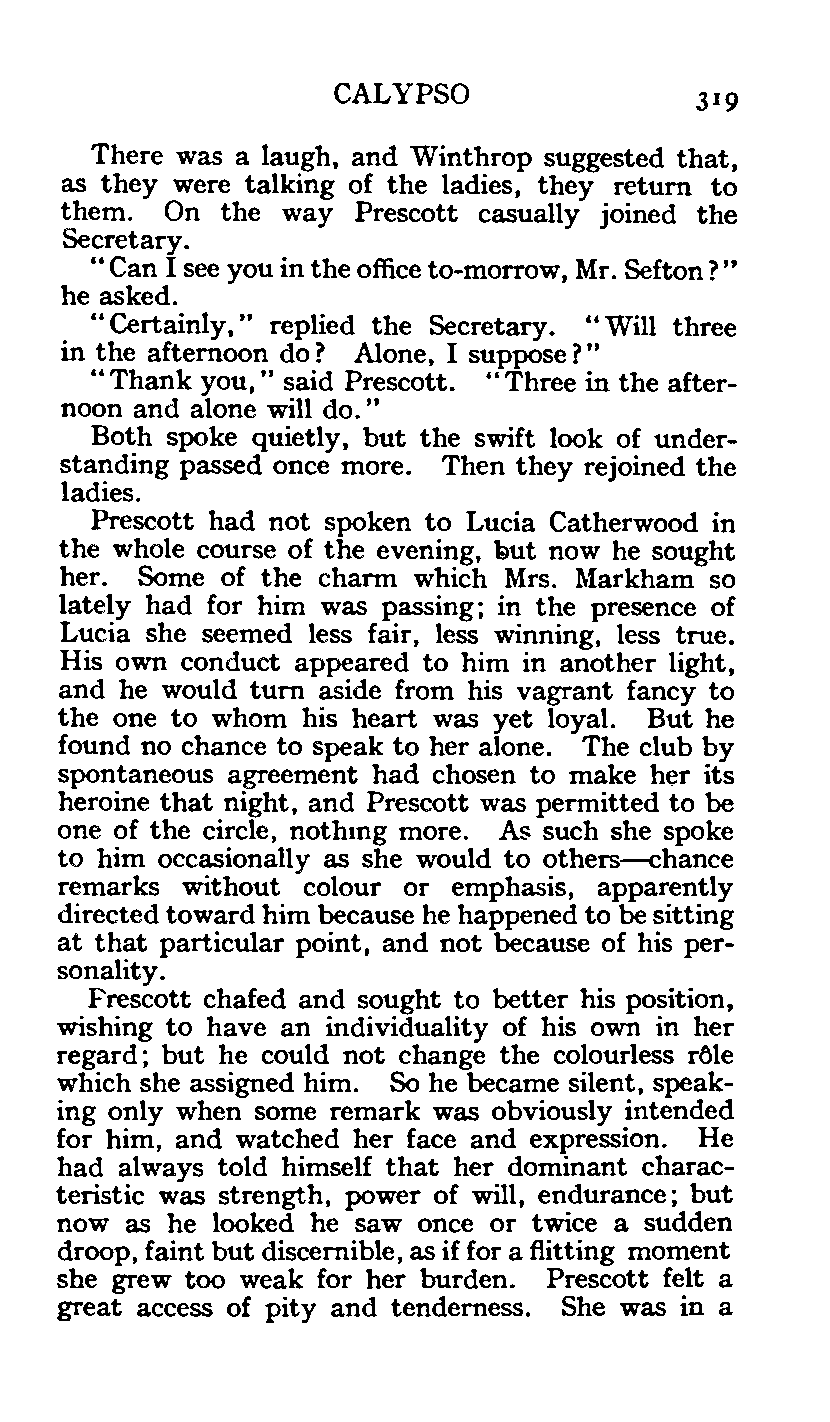 CALYPSO 319
There was a laugh, and Winthrop suggested that,
as they were talking of the ladies, they return to
them. On the way Prescott casually joined the
Secretary.
"Can I see you in the office to-morrow, Mr. Sefton?"
he asked.
"Certainly," replied the Secretary. "Will three
in the afternoon do? Alone, I suppose?"
"Thank you," said Prescott. "Three in the after-
noon and alone will do."
Both spoke quietly, but the swift look of under-
standing passed once more. Then they rejoined the
ladies.
Prescott had not spoken to Lucia Catherwood in
the whole course of the evening, but now he sought
her. Some of the charm which Mrs. Markham so
lately had for him was passing; in the presence of
Lucia she seemed less fair, less winning, less true.
His own conduct appeared to him in another light,
and he would turn aside from his vagrant fancy to
the one to whom his heart was yet loyal. But he
found no chance to speak to her alone. The club by
spontaneous agreement had chosen to make her its
heroine that night, and Prescott was permitted to be
one of the circle, nothing more. As such she spoke
to him occasionally as she would to others—chance
remarks without colour or emphasis, apparently
directed toward him because he happened to be sitting
at that particular point, and not because of his per-
sonality.
Prescott chafed and sought to better his position,
wishing to have an individuality of his own in her
regard; but he could not change the colourless rôle
which she assigned him. So he became silent, speak-
ing only when some remark was obviously intended
for him, and watched her face and expression. He
had always told himself that her dominant charac-
teristic was strength, power of will, endurance; but
now as he looked he saw once or twice a sudden
droop, faint but discernible, as if for a flitting moment
she grew too weak for her burden. Prescott felt a
great access of pity and tenderness. She was in a